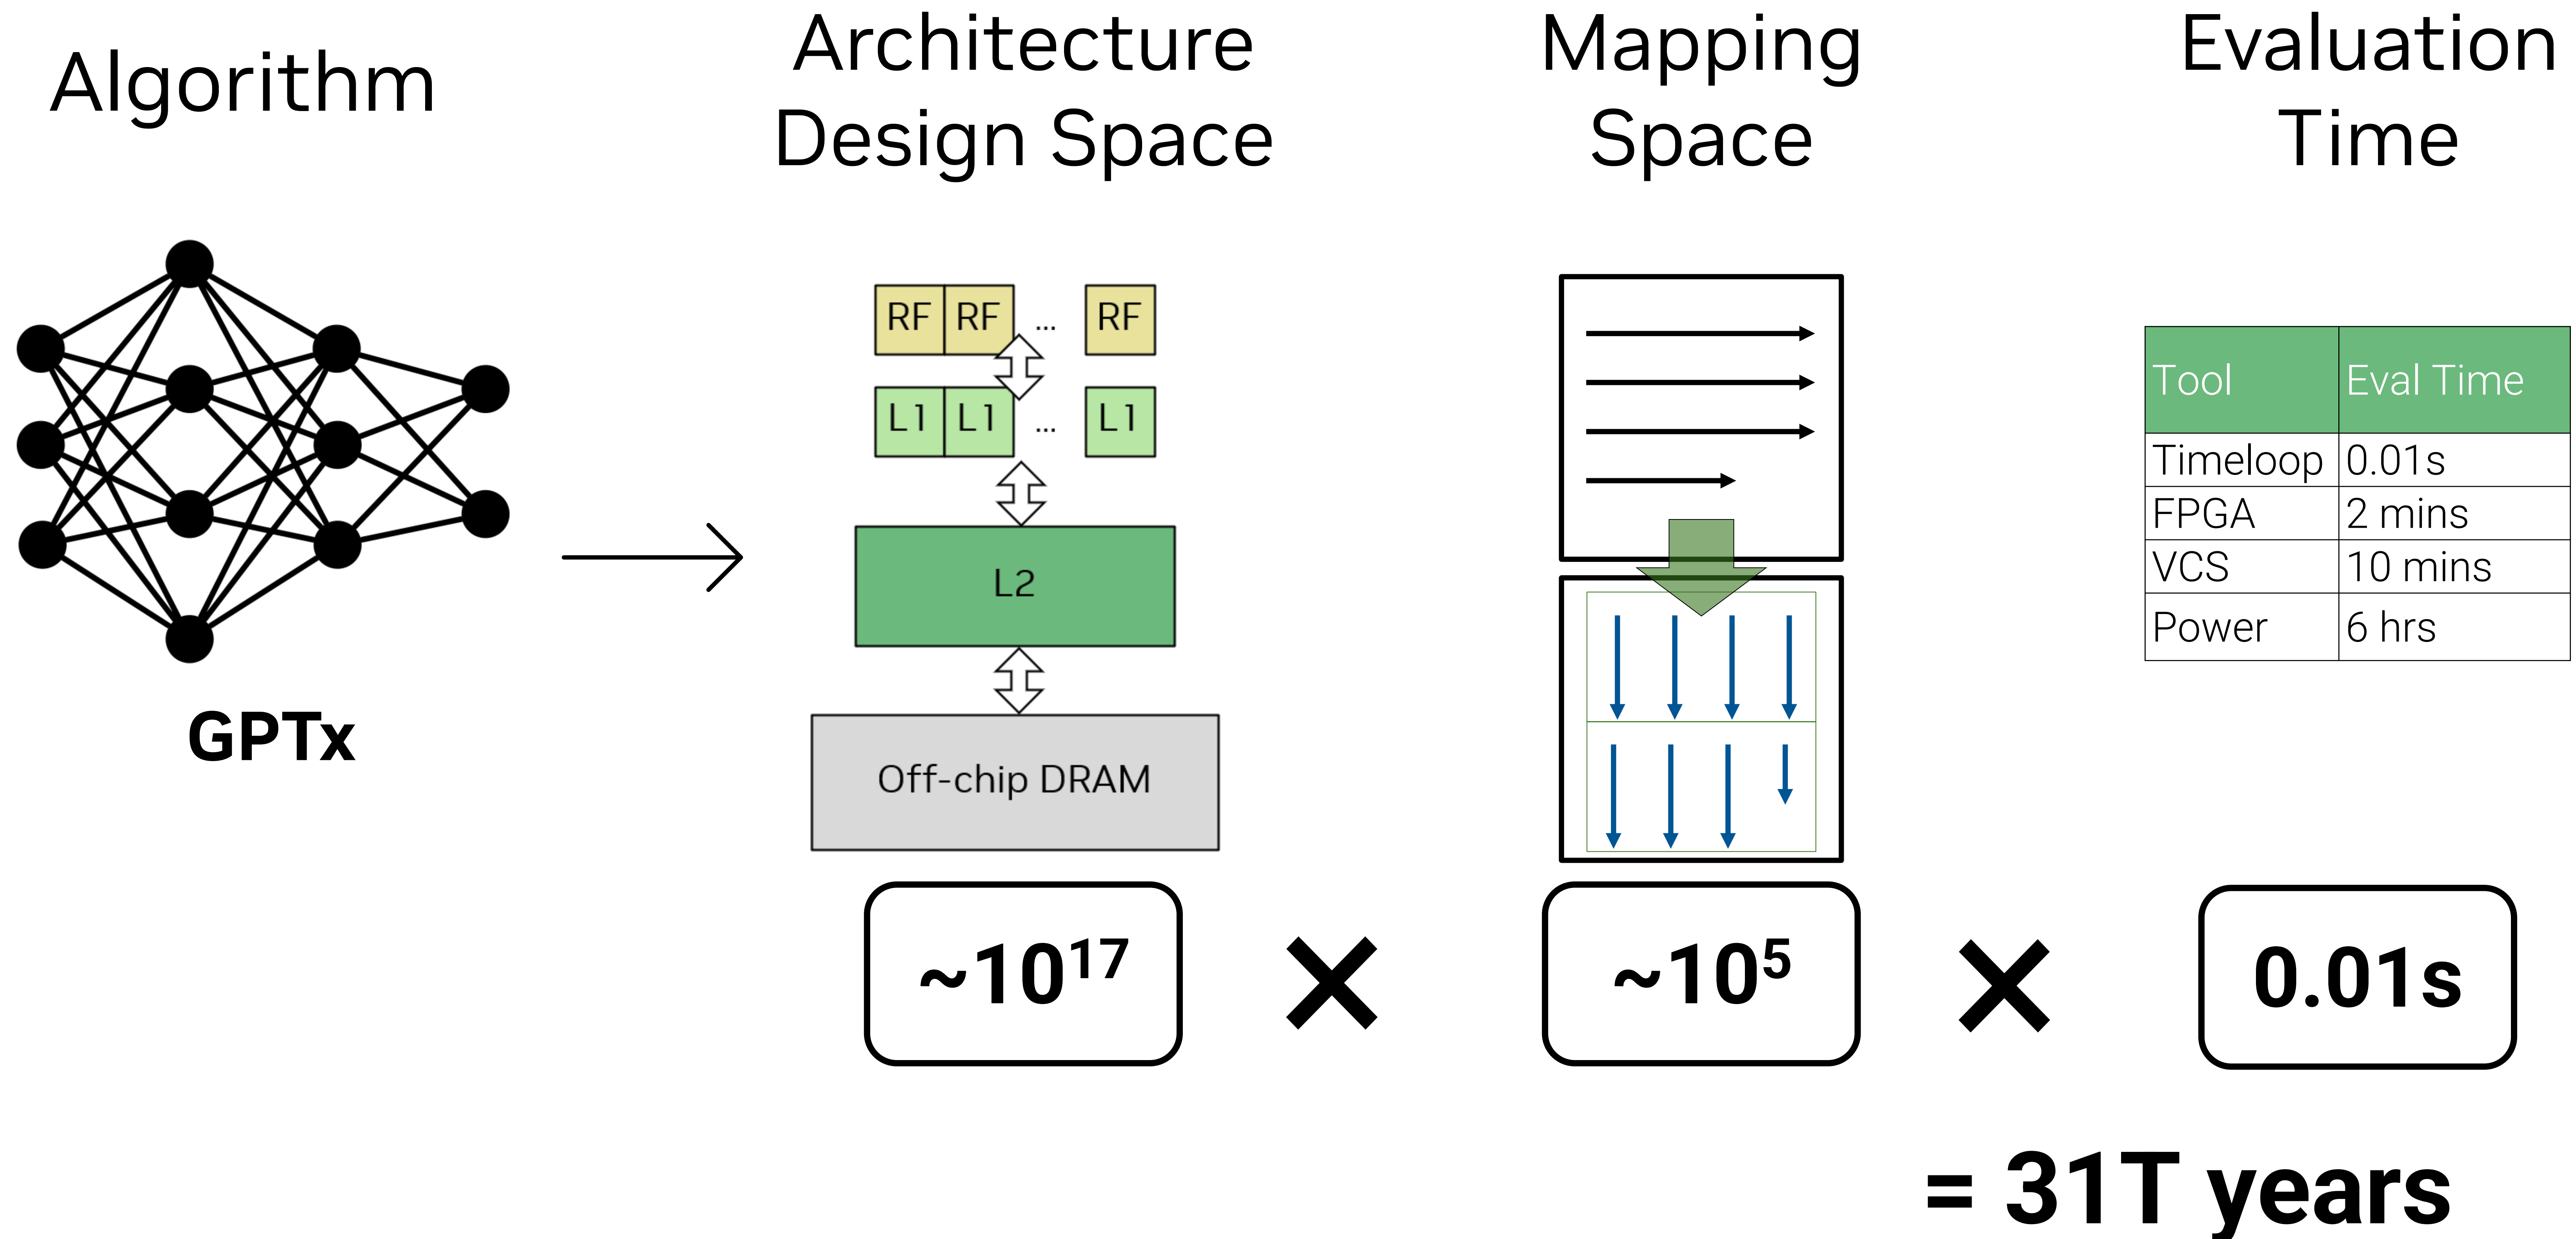 Algorithm
Architecture
Design Space
Mapping
Space
Evaluation
Time
GPTx
RF RF ... RF
L1 L1 ... L1
L2
Off-chip DRAM
Tool Eval Time
Timeloop 0.01s
FPGA 2 mins
VCS 10 mins
Power 6 hrs
~10¹⁷ × ~10⁵ × 0.01s
= 31T years